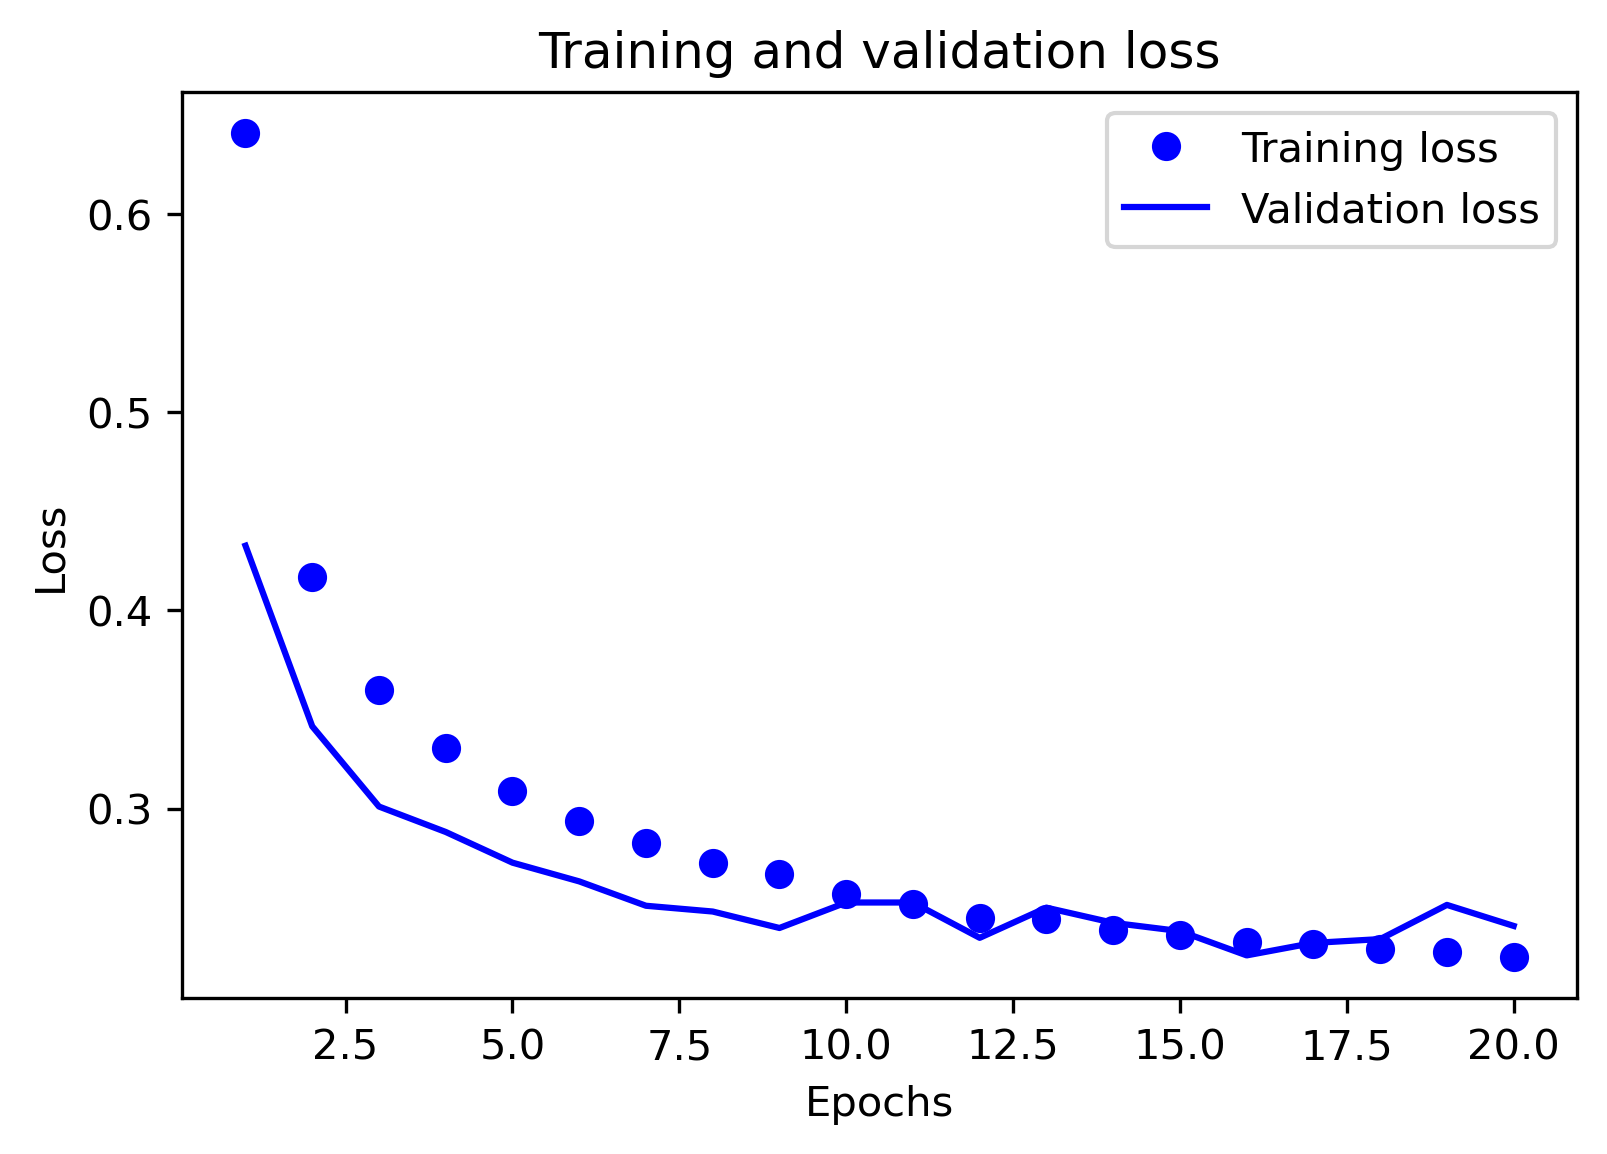 Training and validation loss
Training loss
Validation loss
0.6
0.5
0.4
0.3
Loss
2.5 5.0 7.5 10.0 12.5 15.0 17.5 20.0
Epochs